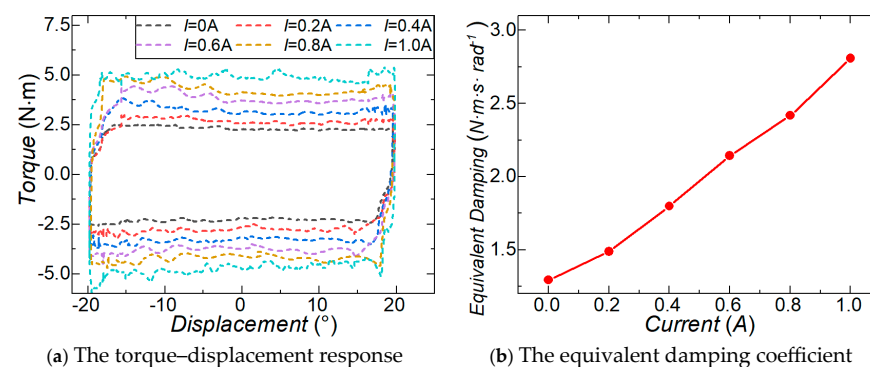 I=0A I=0.2A I=0.4A
I=0.6A I=0.8A I=1.0A
7.5
5.0
2.5
0.0
-2.5
-5.0
Torque (N·m)
-20 -10 0 10 20
Displacement (°)
(a) The torque–displacement response
a)
b)
3.0
2.5
2.0
1.5
Equivalent Damping (N·m·s· rad⁻¹)
0.0 0.2 0.4 0.6 0.8 1.0
Current (A)
(b) The equivalent damping coefficient